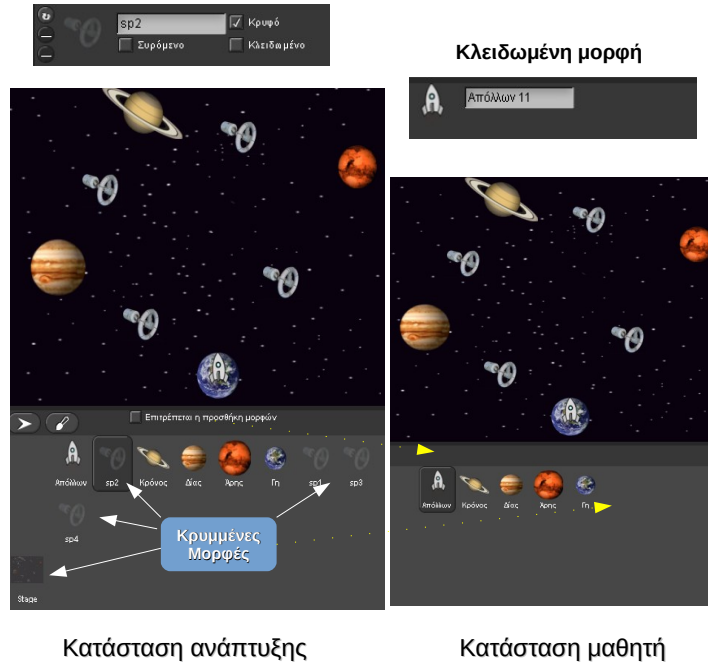 sp2
Κρυφό
Συρόμενο
Κλειδωμένο
Κλειδωμένη μορφή
Απόλλων 11
Επιτρέπεται η προσθήκη μορφών
Απόλλων
sp2
Κρόνος
Δίας
Άρης
Γη
sp1
sp3
sp4
Κρυμμένες
Μορφές
Stage
Απόλλων
Κρόνος
Δίας
Άρης
Γη
Κατάσταση ανάπτυξης
Κατάσταση μαθητή